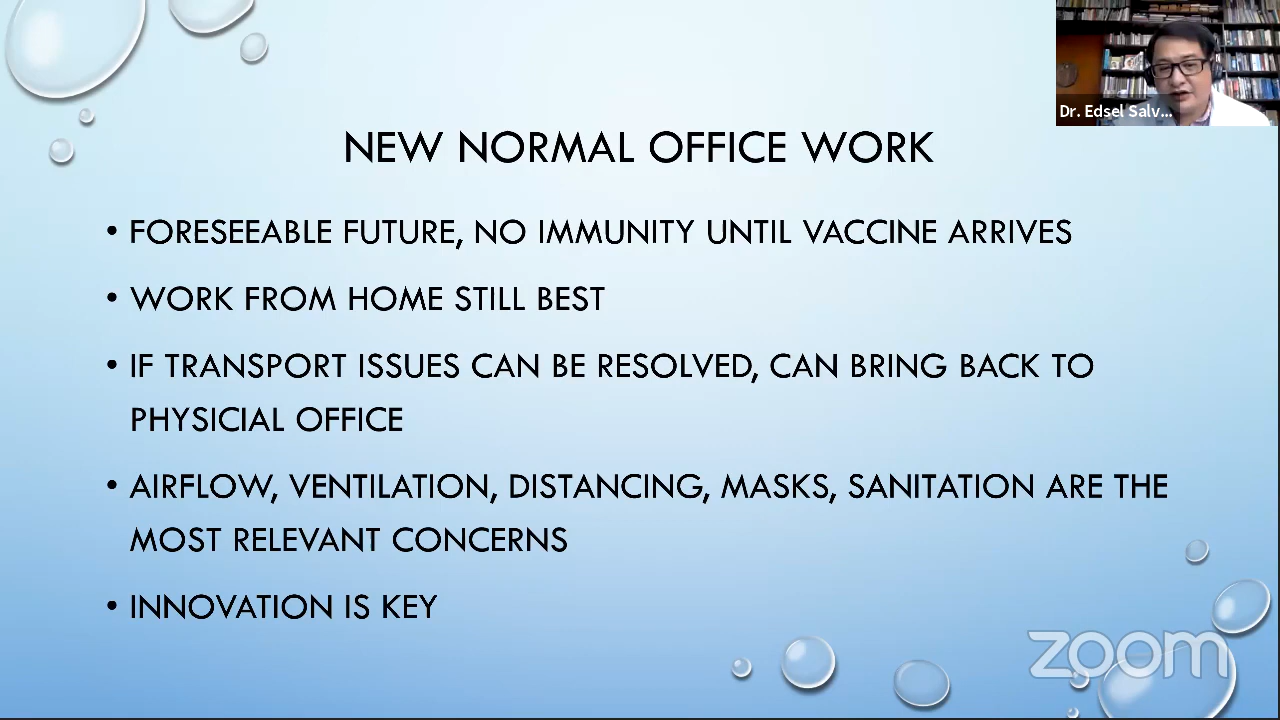 Dr. Edsel Salv...
NEW NORMAL OFFICE WORK
• FORESEEABLE FUTURE, NO IMMUNITY UNTIL VACCINE ARRIVES
• WORK FROM HOME STILL BEST
• IF TRANSPORT ISSUES CAN BE RESOLVED, CAN BRING BACK TO
PHYSICIAL OFFICE
• AIRFLOW, VENTILATION, DISTANCING, MASKS, SANITATION ARE THE
MOST RELEVANT CONCERNS
• INNOVATION IS KEY
zoom